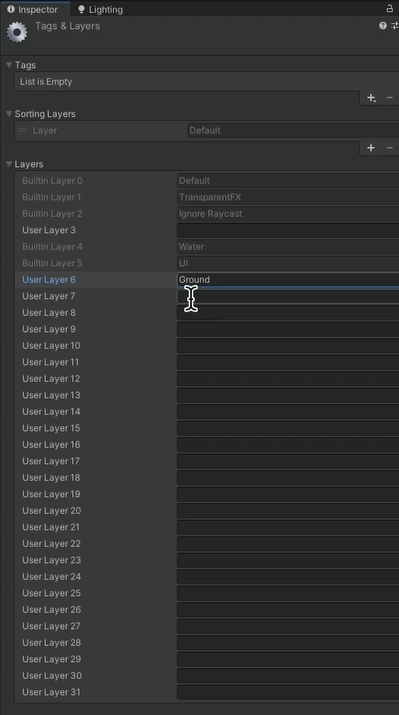 Inspector Lighting
Tags & Layers
Tags
List is Empty
Sorting Layers
Layer Default
Layers
Builtin Layer 0 Default
Builtin Layer 1 TransparentFX
Builtin Layer 2 Ignore Raycast
User Layer 3
Builtin Layer 4 Water
Builtin Layer 5 UI
User Layer 6 Ground
User Layer 7
User Layer 8
User Layer 9
User Layer 10
User Layer 11
User Layer 12
User Layer 13
User Layer 14
User Layer 15
User Layer 16
User Layer 17
User Layer 18
User Layer 19
User Layer 20
User Layer 21
User Layer 22
User Layer 23
User Layer 24
User Layer 25
User Layer 26
User Layer 27
User Layer 28
User Layer 29
User Layer 30
User Layer 31